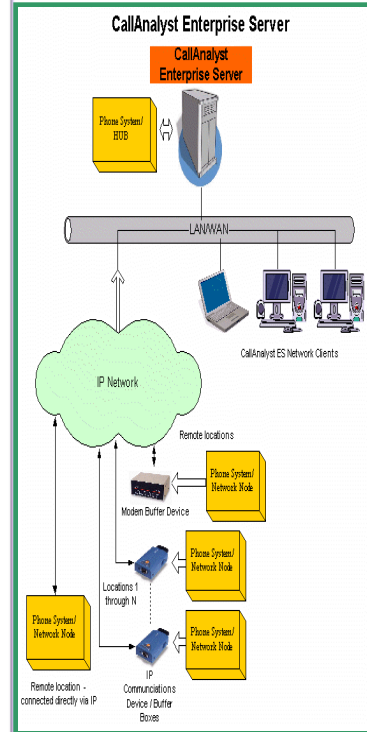 CallAnalyst Enterprise Server
CallAnalyst
Enterprise Server
Phone System/
HUB
LAN/WAN
CallAnalyst ES Network Clients
IP Network
Remote locations
Phone System/
Network Node
Modem Buffer Device
Phone System/
Network Node
Locations 1
through N
Phone System/
Network Node
Phone System/
Network Node
Remote location -
connected directly via IP
IP
Communciations
Device / Buffer
Boxes